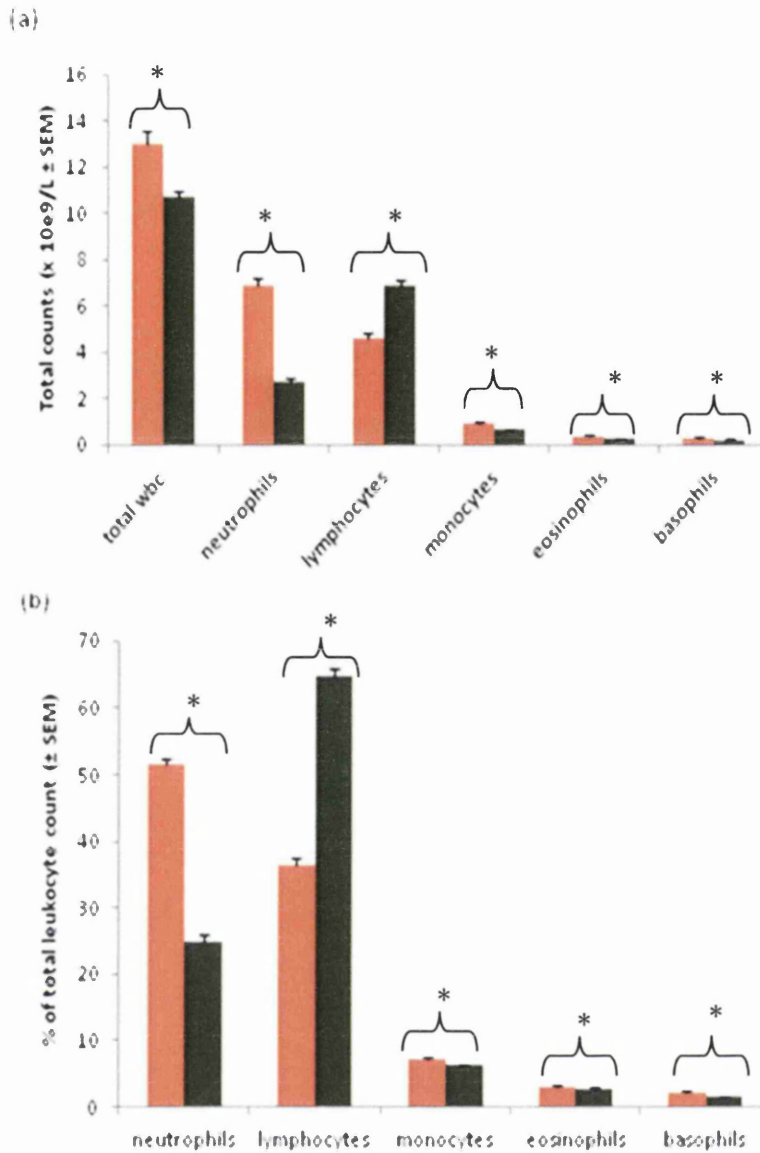 (a)
Total counts (x 10e9/L ± SEM)
16
14
12
10
8
6
4
2
0
*
*
*
*
*
*
total wbc
neutrophils
lymphocytes
monocytes
eosinophils
basophils
(b)
% of total leukocyte count (± SEM)
70
60
50
40
30
20
10
0
*
*
*
*
*
neutrophils
lymphocytes
monocytes
eosinophils
basophils